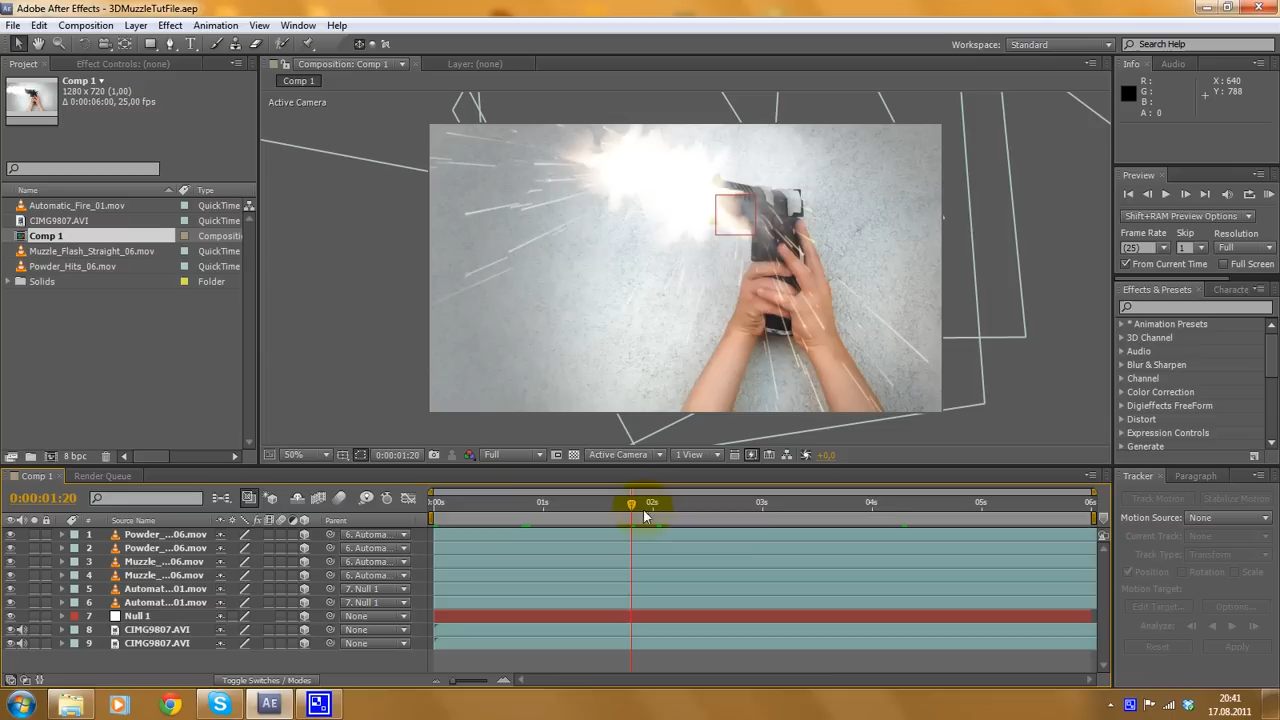 Adobe After Effects - 3DMuzzleTutFile.aep
File Edit Composition Layer Effect Animation View Window Help
Workspace: Standard Search Help
Project Effect Controls: (none)
Composition: Comp 1 Layer: (none)
Info Audio
Comp 1
1280 x 720 (1,00)
Δ 0:00:06:00, 25,00 fps
Comp 1
Active Camera
R: X: 640
G: Y: 788
B:
A: 0
Name Type
Automatic_Fire_01.mov QuickTime
CIMG9807.AVI QuickTime
Comp 1 Composit
Muzzle_Flash_Straight_06.mov QuickTime
Powder_Hits_06.mov QuickTime
Solids Folder
Preview
Shift+RAM Preview Options
Frame Rate Skip Resolution
(25) 1 Full
From Current Time Full Screen
Effects & Presets Characte
* Animation Presets
3D Channel
Audio
Blur & Sharpen
Channel
Color Correction
Digieffects FreeForm
Distort
Expression Controls
Generate
8 bpc
50% 0:00:01:20 Full Active Camera 1 View +0,0
Comp 1 Render Queue
0:00:01:20
:00s 01s 02s 03s 04s 05s 06s
# Source Name Parent
1 Powder_...06.mov 6. Automa...
2 Powder_...06.mov 6. Automa...
3 Muzzle_...06.mov 6. Automa...
4 Muzzle_...06.mov 6. Automa...
5 Automat...01.mov 7. Null 1
6 Automat...01.mov 7. Null 1
7 Null 1 None
8 CIMG9807.AVI None
9 CIMG9807.AVI None
Toggle Switches / Modes
Tracker Paragraph
Track Motion Stabilize Motion
Motion Source: None
Current Track: None
Track Type: Transform
Position Rotation Scale
Motion Target:
Edit Target... Options...
Analyze:
Reset Apply
20:41
17.08.2011